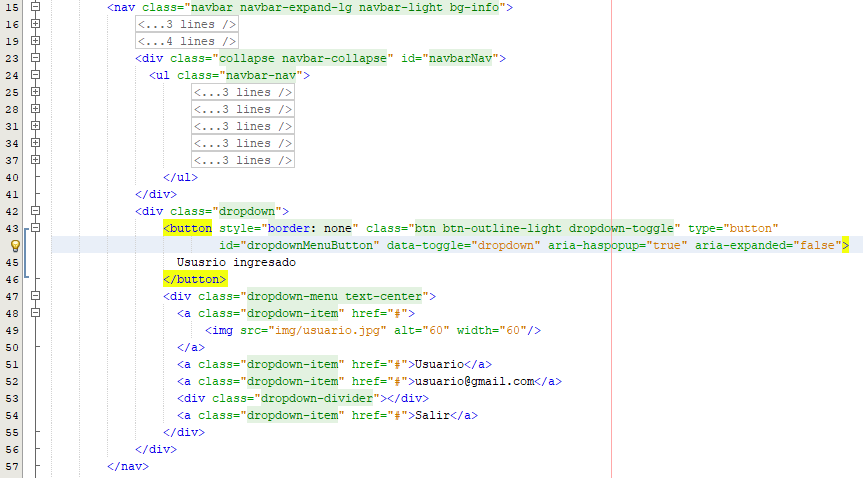 15 <nav class="navbar navbar-expand-lg navbar-light bg-info">
16 <...3 lines />
19 <...4 lines />
23 <div class="collapse navbar-collapse" id="navbarNav">
24 <ul class="navbar-nav">
25 <...3 lines />
28 <...3 lines />
31 <...3 lines />
34 <...3 lines />
37 <...3 lines />
40 </ul>
41 </div>
42 <div class="dropdown">
43 <button style="border: none" class="btn btn-outline-light dropdown-toggle" type="button"
id="dropdownMenuButton" data-toggle="dropdown" aria-haspopup="true" aria-expanded="false">
45 Ususrio ingresado
46 </button>
47 <div class="dropdown-menu text-center">
48 <a class="dropdown-item" href="#">
49 <img src="img/usuario.jpg" alt="60" width="60"/>
50 </a>
51 <a class="dropdown-item" href="#">Usuario</a>
52 <a class="dropdown-item" href="#">usuario@gmail.com</a>
53 <div class="dropdown-divider"></div>
54 <a class="dropdown-item" href="#">Salir</a>
55 </div>
56 </div>
57 </nav>